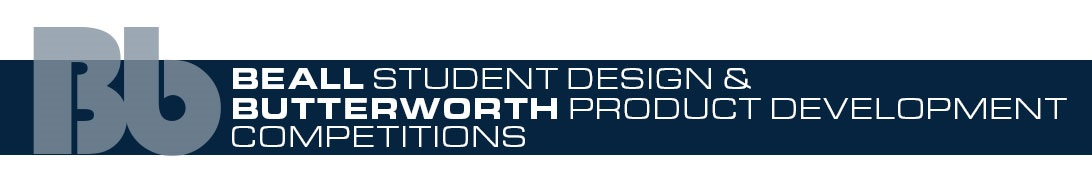 Bb
BEALL STUDENT DESIGN &
BUTTERWORTH PRODUCT DEVELOPMENT
COMPETITIONS